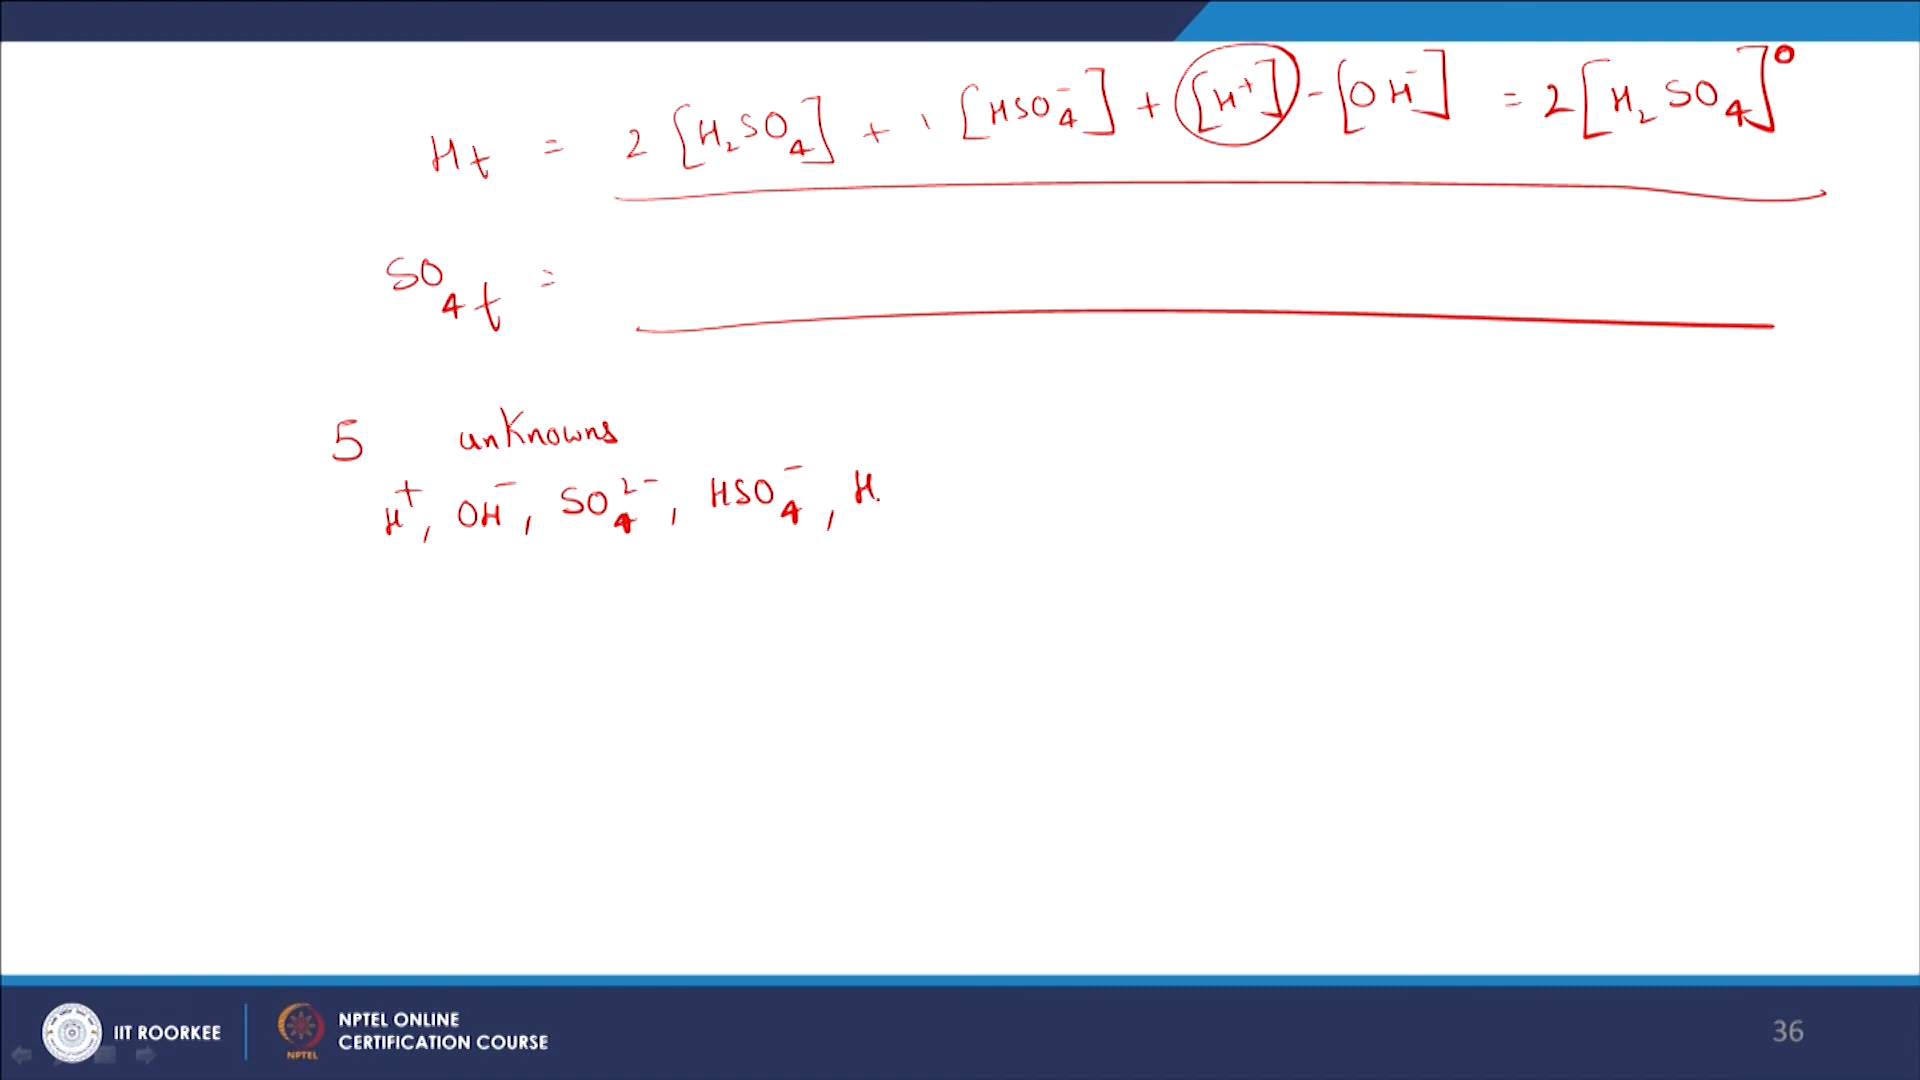 Ht = 2 [H₂SO₄] + 1 [HSO₄⁻] + [H⁺] - [OH⁻] = 2 [H₂SO₄]⁰
SO₄t =
5 unknowns
H⁺, OH⁻, SO₄²⁻, HSO₄⁻, H
IIT ROORKEE
NPTEL
NPTEL ONLINE
CERTIFICATION COURSE
36